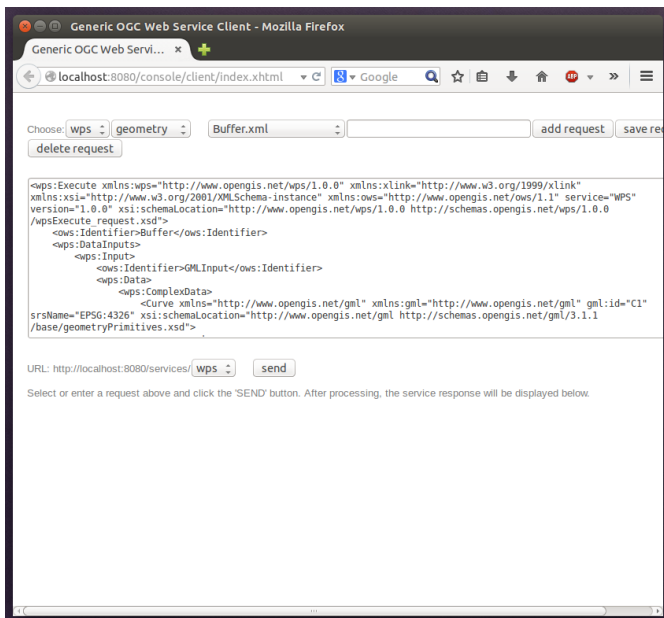 Generic OGC Web Service Client - Mozilla Firefox
Generic OGC Web Servi... ×
localhost:8080/console/client/index.xhtml 8 Google ABP »
Choose: wps geometry Buffer.xml add request save re
delete request
<wps:Execute xmlns:wps="http://www.opengis.net/wps/1.0.0" xmlns:xlink="http://www.w3.org/1999/xlink"
xmlns:xsi="http://www.w3.org/2001/XMLSchema-instance" xmlns:ows="http://www.opengis.net/ows/1.1" service="WPS"
version="1.0.0" xsi:schemaLocation="http://www.opengis.net/wps/1.0.0 http://schemas.opengis.net/wps/1.0.0
/wpsExecute_request.xsd">
<ows:Identifier>Buffer</ows:Identifier>
<wps:DataInputs>
<wps:Input>
<ows:Identifier>GMLInput</ows:Identifier>
<wps:Data>
<wps:ComplexData>
<Curve xmlns="http://www.opengis.net/gml" xmlns:gml="http://www.opengis.net/gml" gml:id="C1"
srsName="EPSG:4326" xsi:schemaLocation="http://www.opengis.net/gml http://schemas.opengis.net/gml/3.1.1
/base/geometryPrimitives.xsd">
URL: http://localhost:8080/services/ wps send
Select or enter a request above and click the 'SEND' button. After processing, the service response will be displayed below.